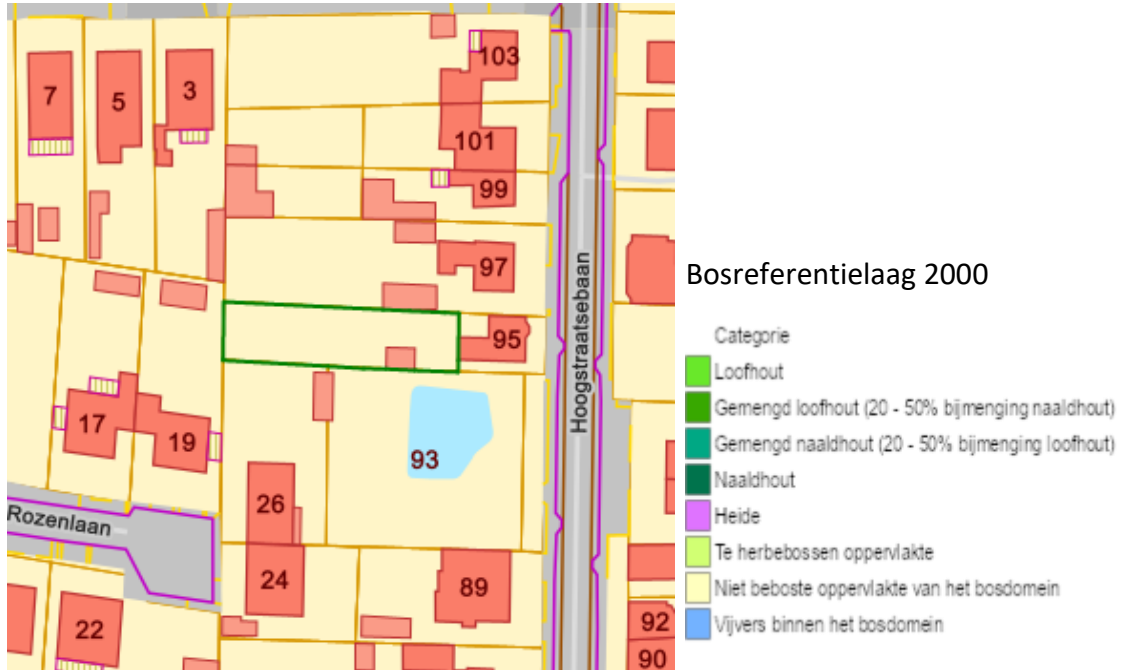 103
7
5
3
101
99
97
Hoogstraatsebaan
95
17
19
93
26
Rozenlaan
24
89
22
92
90
Bosreferentielaag 2000
Categorie
Loofhout
Gemengd loofhout (20 - 50% bijmenging naaldhout)
Gemengd naaldhout (20 - 50% bijmenging loofhout)
Naaldhout
Heide
Te herbebossen oppervlakte
Niet beboste oppervlakte van het bosdomein
Vijvers binnen het bosdomein